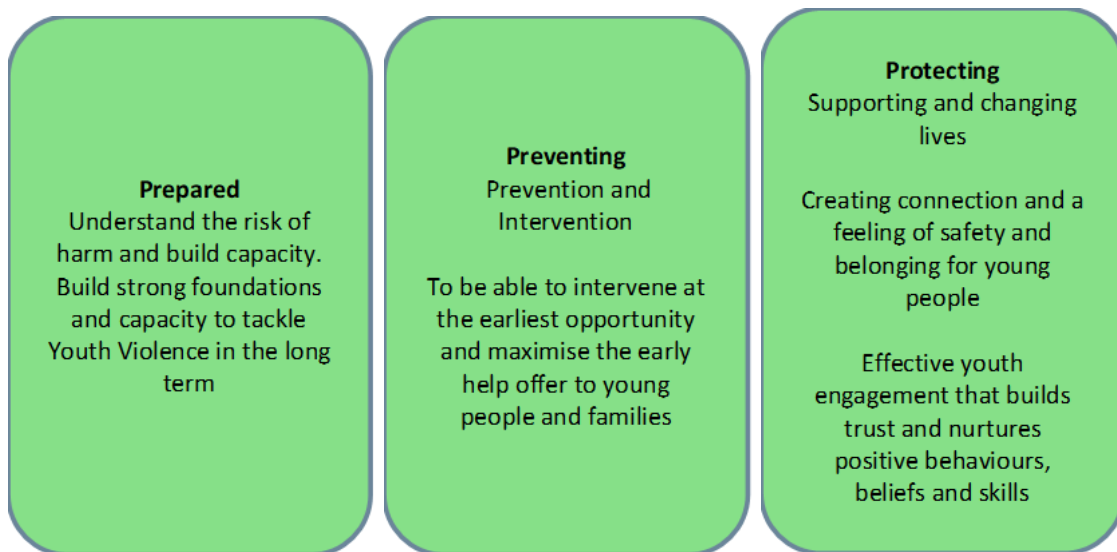 Prepared
Understand the risk of
harm and build capacity.
Build strong foundations
and capacity to tackle
Youth Violence in the long
term
Preventing
Prevention and
Intervention
To be able to intervene at
the earliest opportunity
and maximise the early
help offer to young
people and families
Protecting
Supporting and changing
lives
Creating connection and a
feeling of safety and
belonging for young
people
Effective youth
engagement that builds
trust and nurtures
positive behaviours,
beliefs and skills